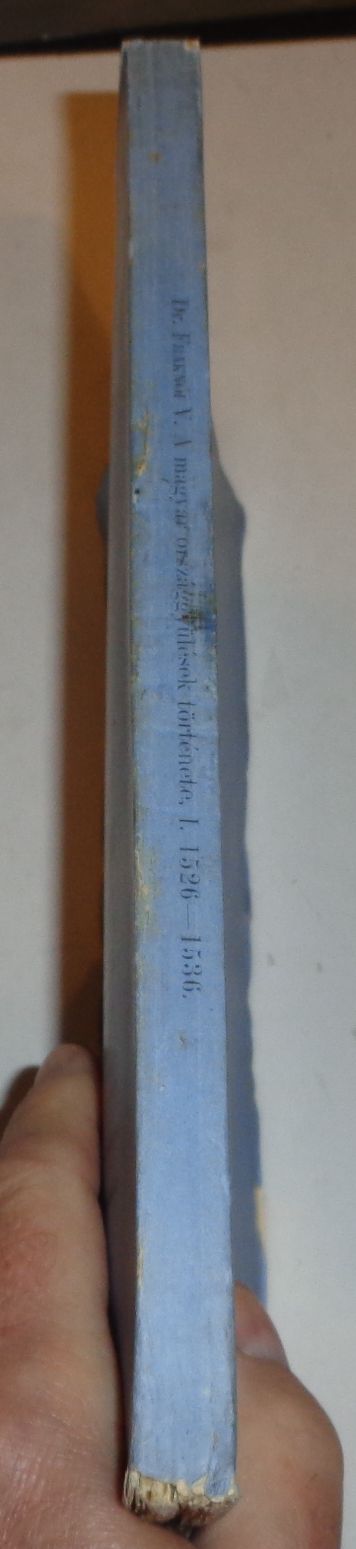 Dr. Fraknói V. A magyar országgyűlések története. I. 1526—1536.